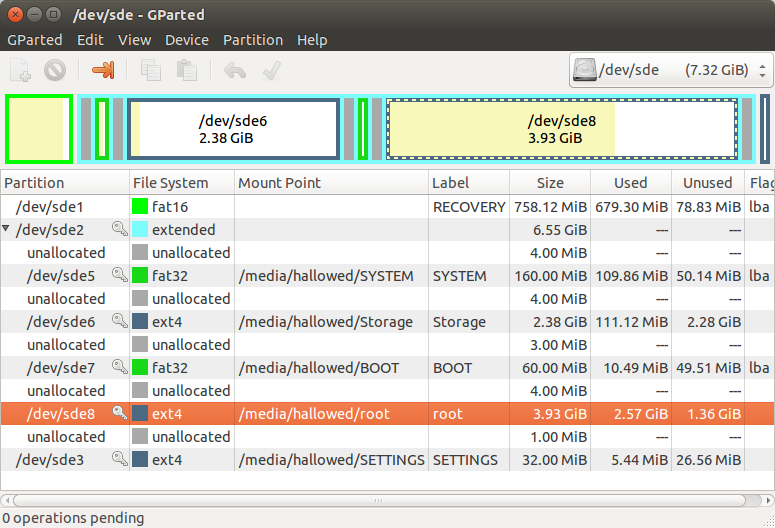 /dev/sde - GParted
GParted Edit View Device Partition Help
/dev/sde (7.32 GiB)
/dev/sde6
2.38 GiB
/dev/sde8
3.93 GiB
Partition File System Mount Point Label Size Used Unused Flag
/dev/sde1 fat16 RECOVERY 758.12 MiB 679.30 MiB 78.83 MiB lba
/dev/sde2 extended 6.55 GiB --- --- lba
unallocated unallocated 4.00 MiB --- ---
/dev/sde5 fat32 /media/hallowed/SYSTEM SYSTEM 160.00 MiB 109.86 MiB 50.14 MiB lba
unallocated unallocated 4.00 MiB --- ---
/dev/sde6 ext4 /media/hallowed/Storage Storage 2.38 GiB 111.12 MiB 2.28 GiB
unallocated unallocated 3.00 MiB --- ---
/dev/sde7 fat32 /media/hallowed/BOOT BOOT 60.00 MiB 10.49 MiB 49.51 MiB lba
unallocated unallocated 4.00 MiB --- ---
/dev/sde8 ext4 /media/hallowed/root root 3.93 GiB 2.57 GiB 1.36 GiB
unallocated unallocated 1.00 MiB --- ---
/dev/sde3 ext4 /media/hallowed/SETTINGS SETTINGS 32.00 MiB 5.44 MiB 26.56 MiB
0 operations pending